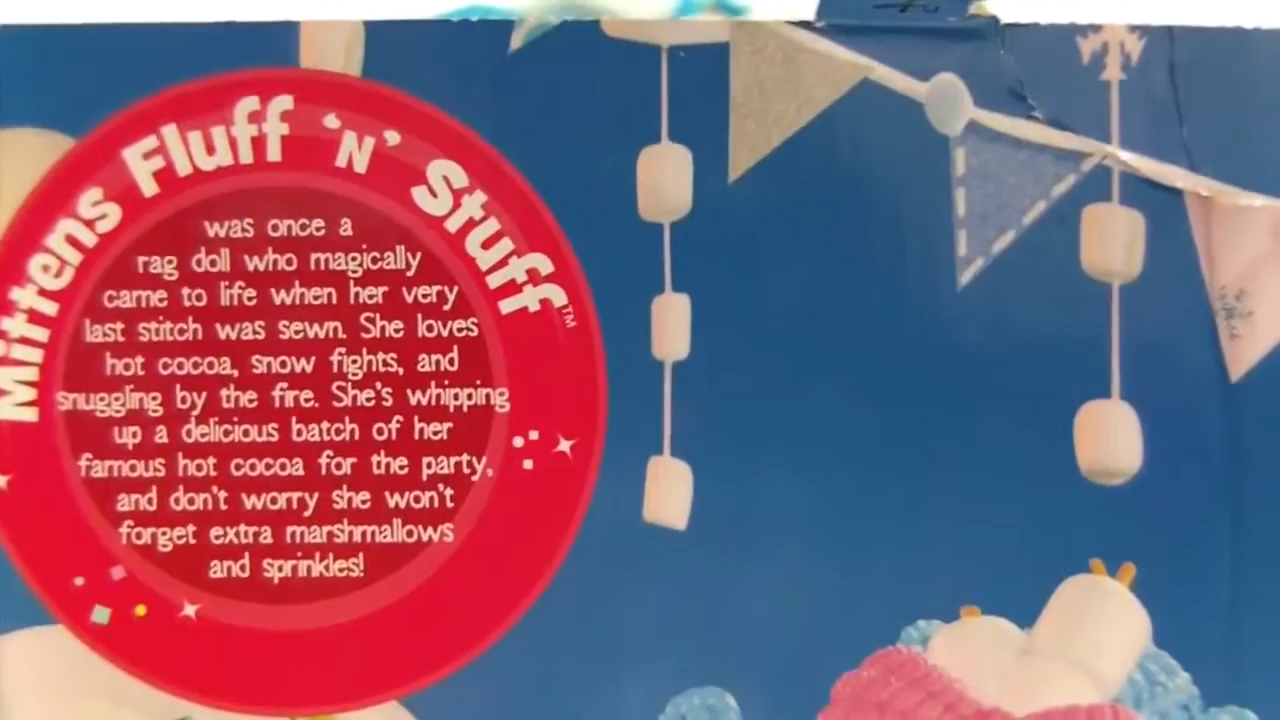 Mittens Fluff 'N' Stuff™
was once a
rag doll who magically
came to life when her very
last stitch was sewn. She loves
hot cocoa, snow fights, and
snuggling by the fire. She's whipping
up a delicious batch of her
famous hot cocoa for the party,
and don't worry she won't
forget extra marshmallows
and sprinkles!